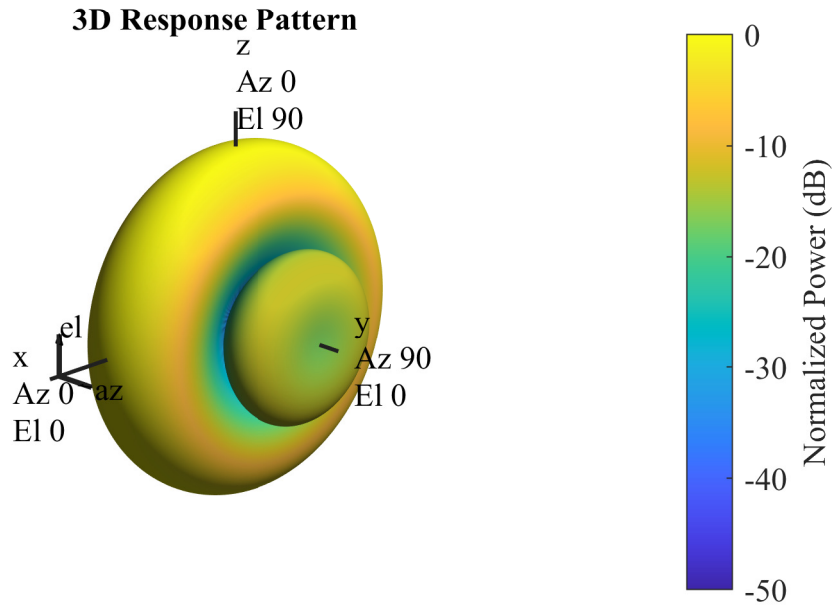 3D Response Pattern
z
Az 0
El 90
el
x
az
Az 0
El 0
y
Az 90
El 0
0
-10
-20
-30
-40
-50
Normalized Power (dB)